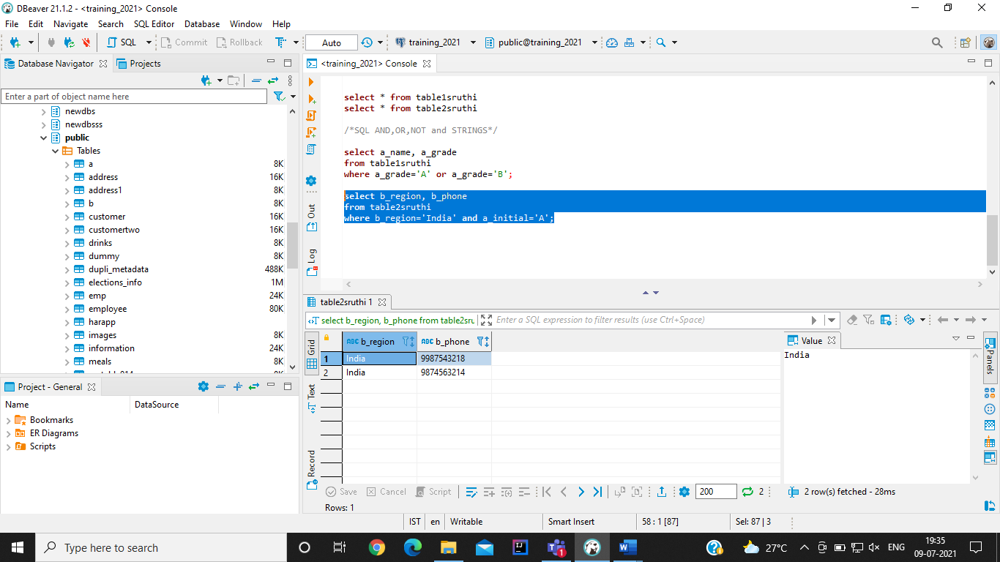 DBeaver 21.1.2 - <training_2021> Console
File Edit Navigate Search SQL Editor Database Window Help
SQL Commit Rollback Auto training_2021 public@training_2021
Database Navigator Projects
<training_2021> Console
Enter a part of object name here
newdbs
newdbsss
public
Tables
a 8K
address 16K
address1 8K
b 8K
customer 16K
customertwo 16K
drinks 8K
dummy 8K
dupli_metadata 488K
elections_info 1M
emp 24K
employee 80K
harapp
images 8K
information 24K
meals 8K
Project - General
Name DataSource
Bookmarks
ER Diagrams
Scripts
select * from table1sruthi
select * from table2sruthi
/*SQL AND,OR,NOT and STRINGS*/
select a_name, a_grade
from table1sruthi
where a_grade='A' or a_grade='B';
select b_region, b_phone
from table2sruthi
where b_region='India' and a_initial='A';
Out
Log
table2sruthi 1
select b_region, b_phone from table2sru Enter a SQL expression to filter results (use Ctrl+Space)
Grid
Text
Record
ABC b_region ABC b_phone
1 India 9987543218
2 India 9874563214
Value
India
Panels
Save Cancel Script 200 2 2 row(s) fetched - 28ms
Rows: 1
IST en Writable Smart Insert 58 : 1 [87] Sel: 87 | 3
Type here to search
1
27°C ENG
19:35
09-07-2021